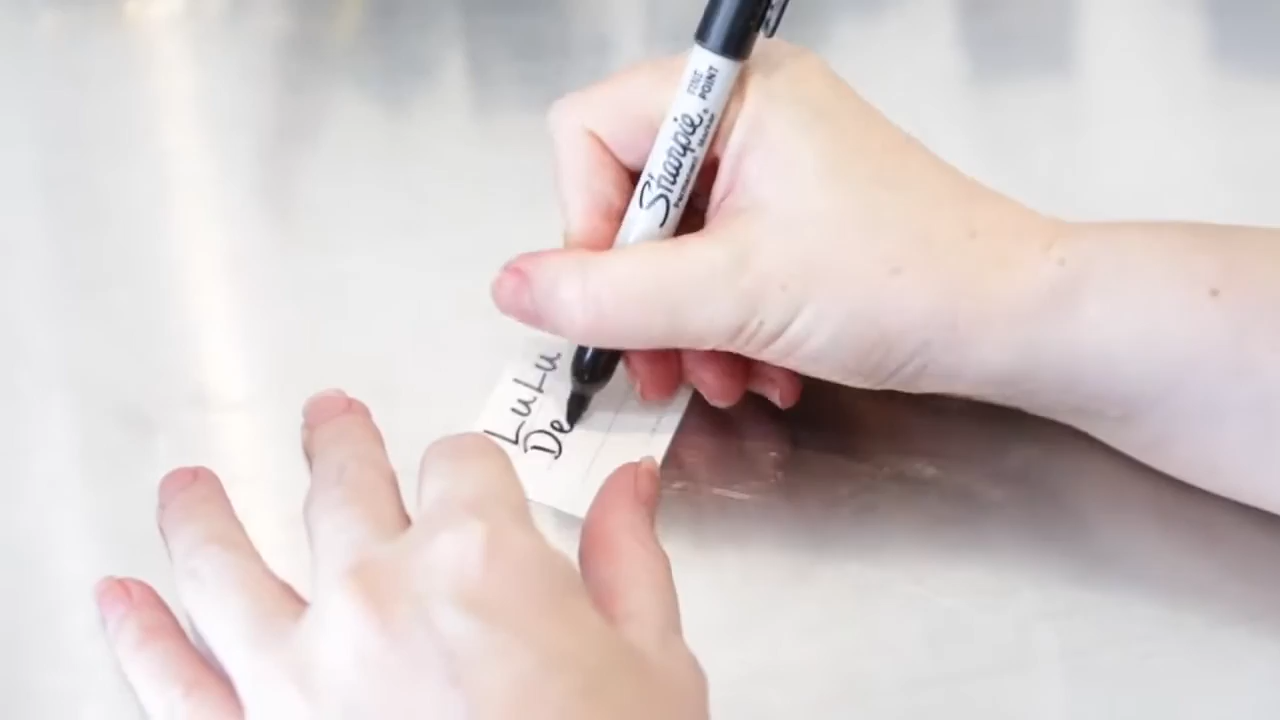 LuLu
De
Sharpie
Permanent Marker
FINE
POINT